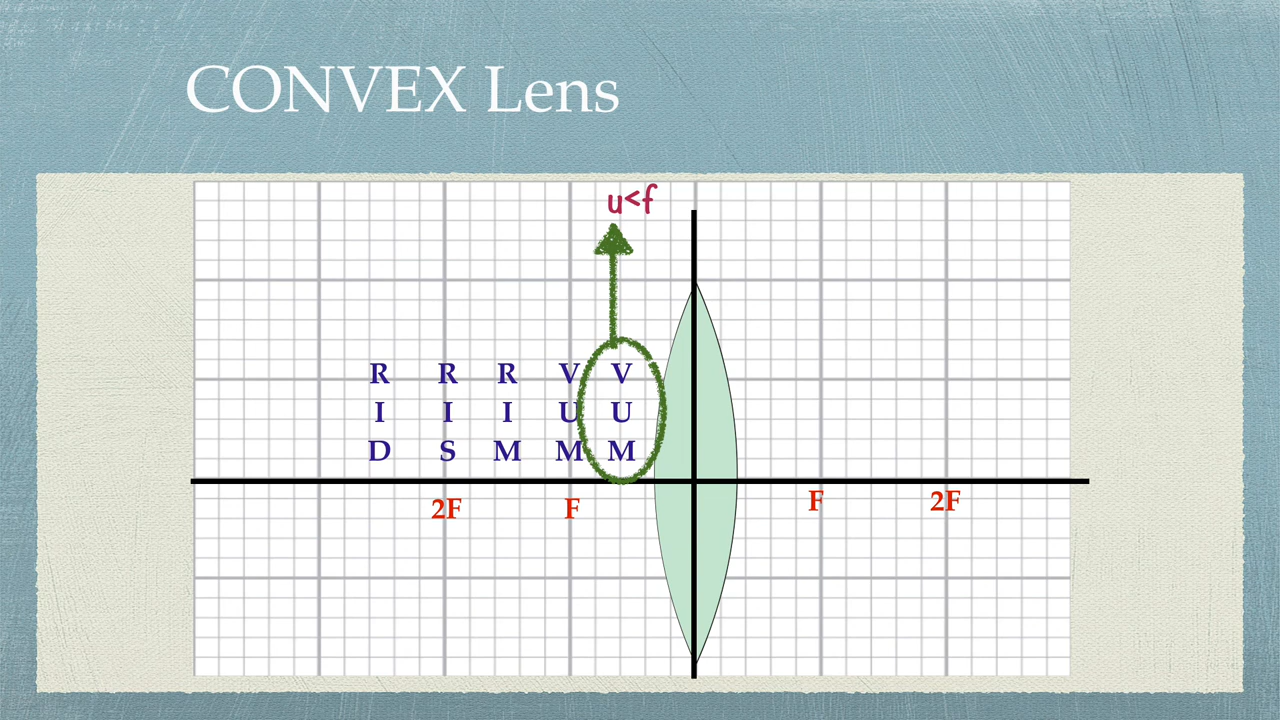 CONVEX Lens
u<f
R R R V V
I I I U U
D S M M M
2F F F 2F